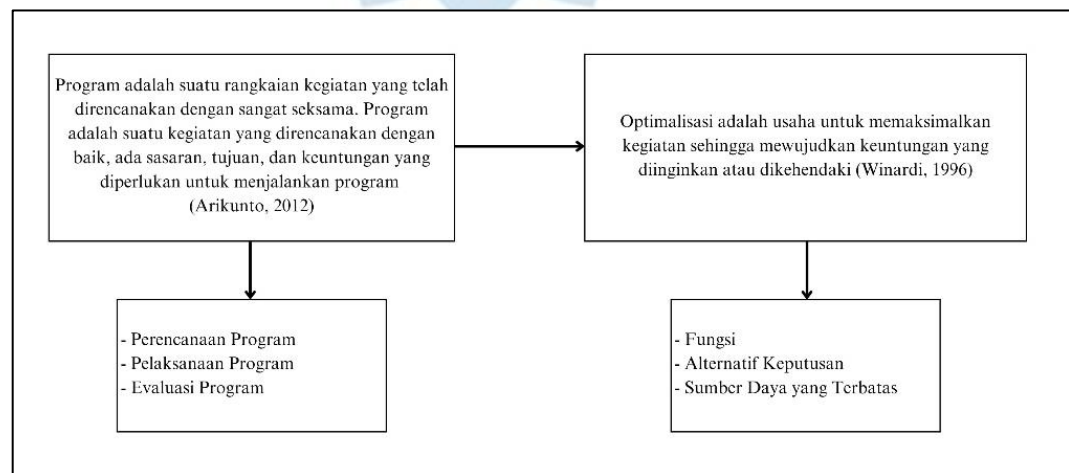 Program adalah suatu rangkaian kegiatan yang telah
direncanakan dengan sangat seksama. Program
adalah suatu kegiatan yang direncanakan dengan
baik, ada sasaran, tujuan, dan keuntungan yang
diperlukan untuk menjalankan program
(Arikunto, 2012)
Optimalisasi adalah usaha untuk memaksimalkan
kegiatan sehingga mewujudkan keuntungan yang
diinginkan atau dikehendaki (Winardi, 1996)
- Perencanaan Program
- Pelaksanaan Program
- Evaluasi Program
- Fungsi
- Alternatif Keputusan
- Sumber Daya yang Terbatas